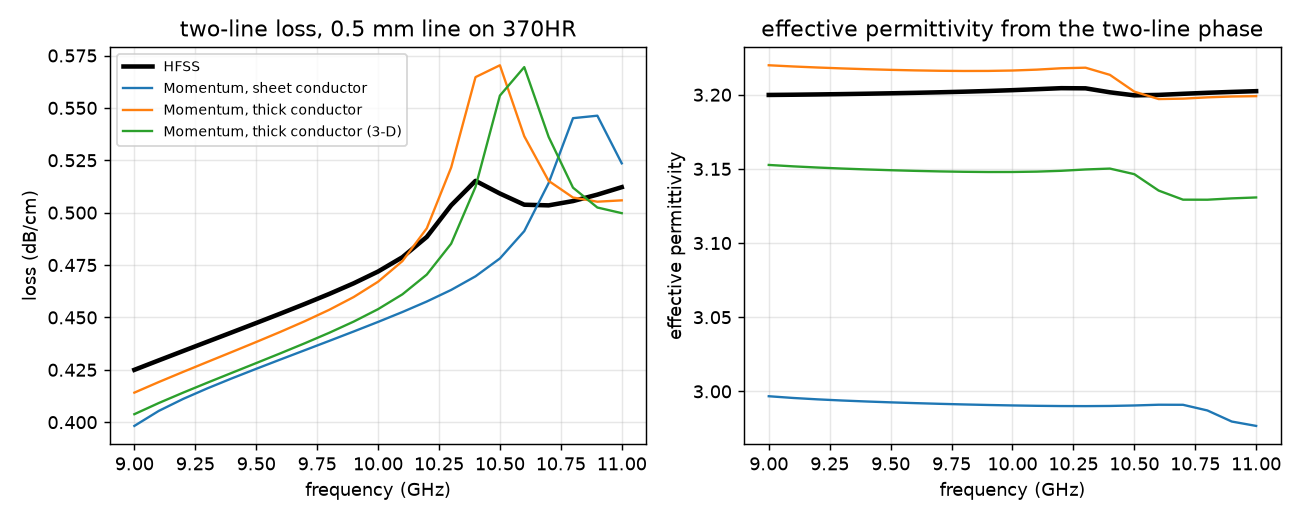 two-line loss, 0.5 mm line on 370HR
loss (dB/cm)
0.575
0.550
0.525
0.500
0.475
0.450
0.425
0.400
HFSS
Momentum, sheet conductor
Momentum, thick conductor
Momentum, thick conductor (3-D)
9.00 9.25 9.50 9.75 10.00 10.25 10.50 10.75 11.00
frequency (GHz)
effective permittivity from the two-line phase
effective permittivity
3.20
3.15
3.10
3.05
3.00
9.00 9.25 9.50 9.75 10.00 10.25 10.50 10.75 11.00
frequency (GHz)